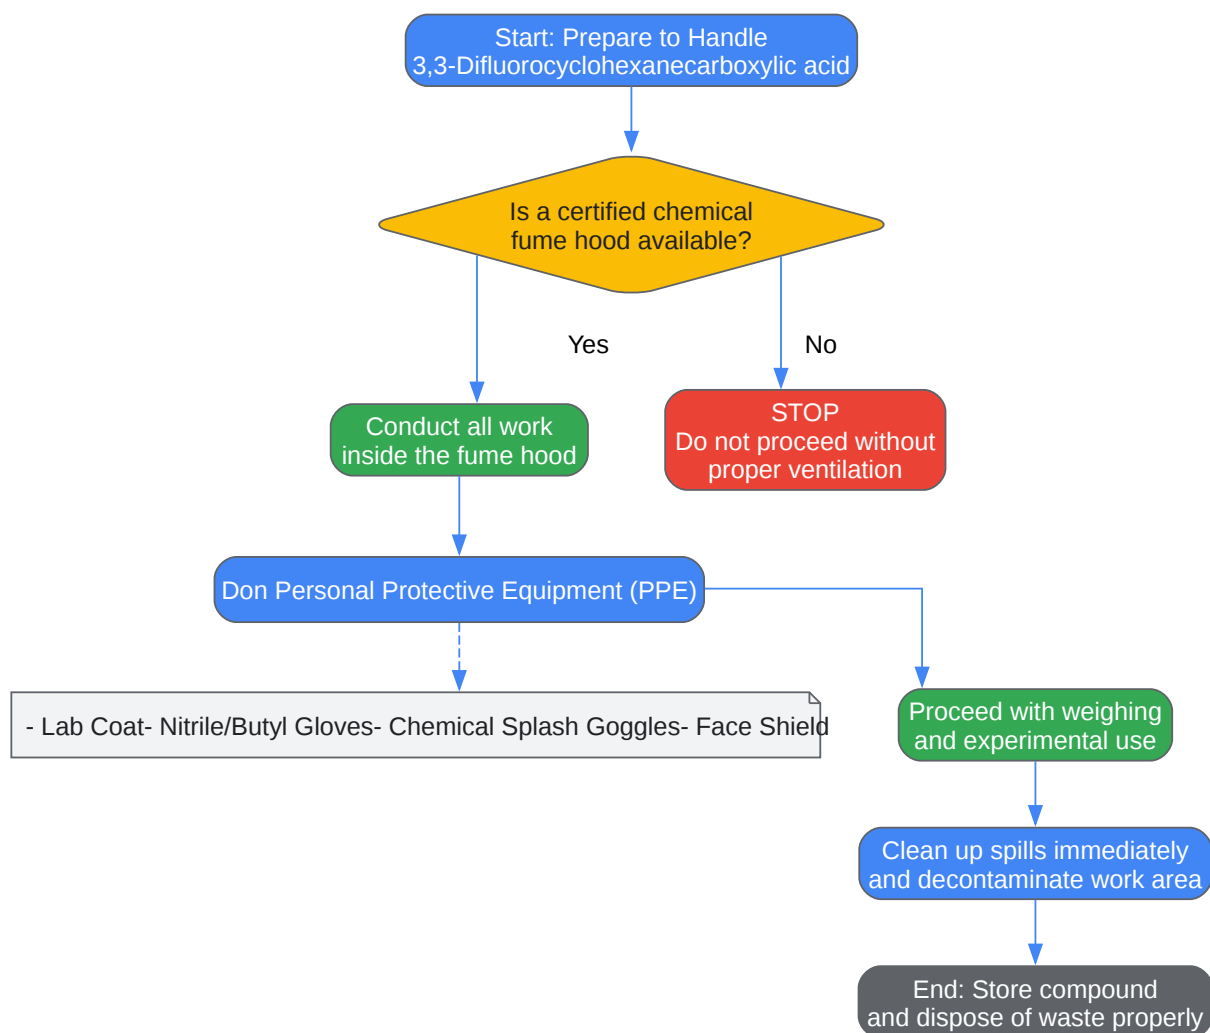 Start: Prepare to Handle
3,3-Difluorocyclohexanecarboxylic acid
Is a certified chemical
fume hood available?
Yes
No
Conduct all work
inside the fume hood
STOP
Do not proceed without
proper ventilation
Don Personal Protective Equipment (PPE)
- Lab Coat- Nitrile/Butyl Gloves- Chemical Splash Goggles- Face Shield
Proceed with weighing
and experimental use
Clean up spills immediately
and decontaminate work area
End: Store compound
and dispose of waste properly